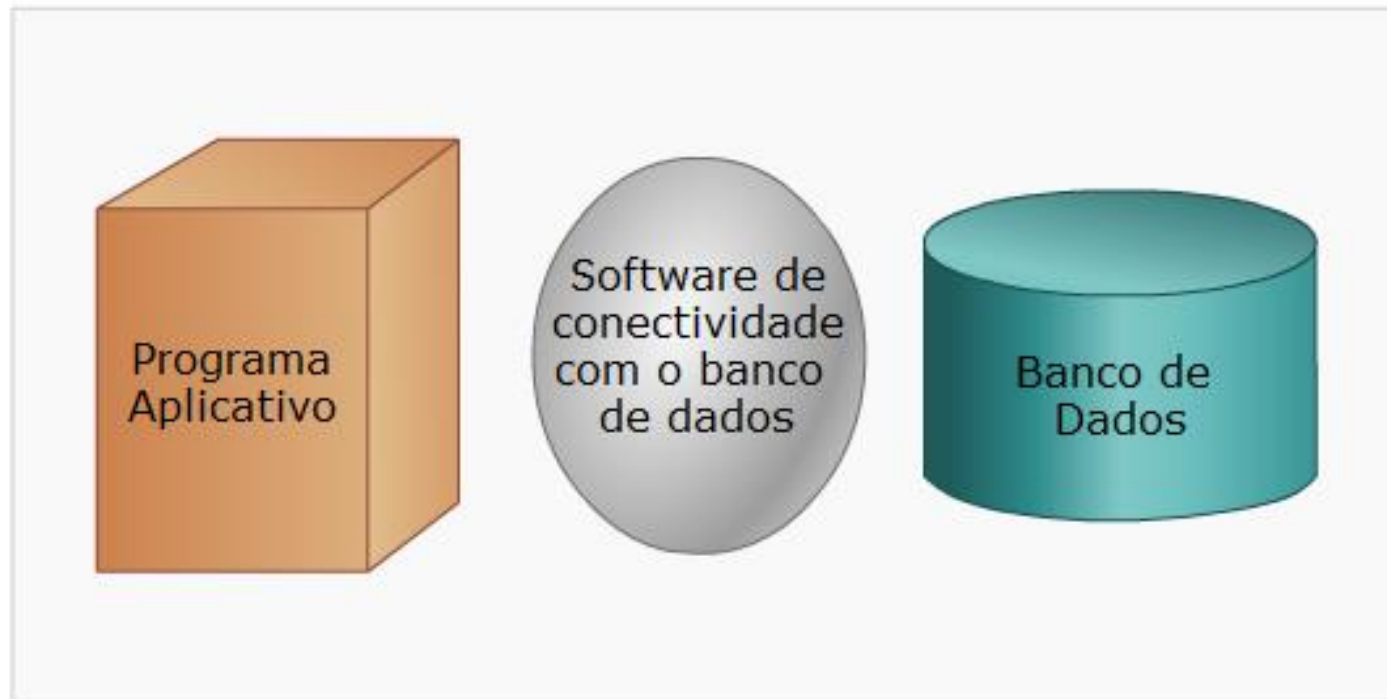 Programa
Aplicativo
Software de
conectividade
com o banco
de dados
Banco de
Dados